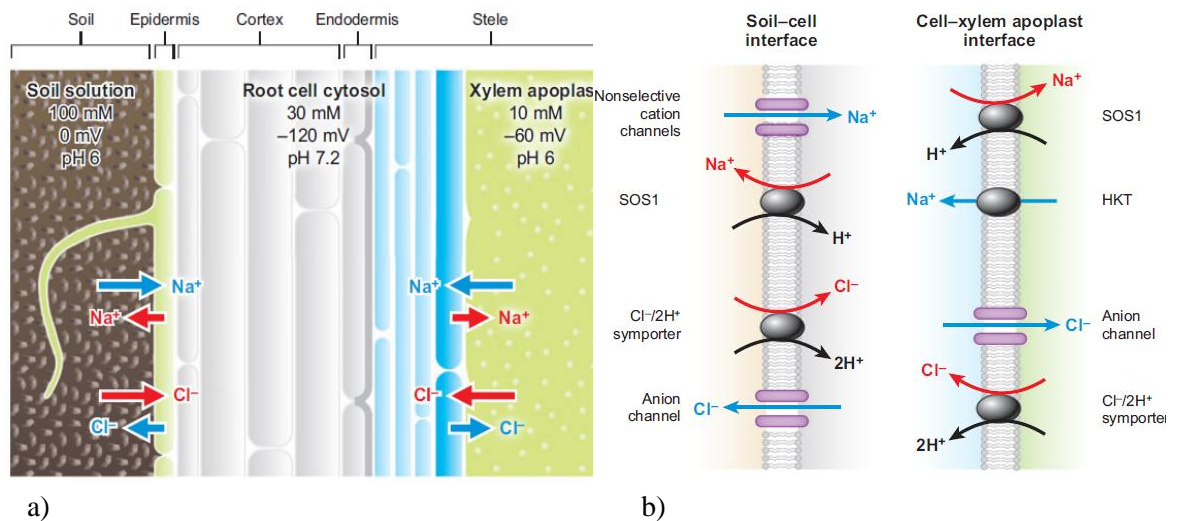 Soil Epidermis Cortex Endodermis Stele
Soil solution
100 mM
0 mV
pH 6
Root cell cytosol
30 mM
–120 mV
pH 7.2
Xylem apoplas
10 mM
–60 mV
pH 6
Na⁺
Na⁺
Cl⁻
Cl⁻
Na⁺
Na⁺
Cl⁻
Cl⁻
a)
Soil–cell
interface
Nonselective
cation
channels
Na⁺
SOS1
Na⁺
H⁺
Cl⁻/2H⁺
symporter
Cl⁻
2H⁺
Anion
channel
Cl⁻
Cell–xylem apoplast
interface
Na⁺
SOS1
H⁺
Na⁺
HKT
Anion
channel
Cl⁻
Cl⁻
Cl⁻/2H⁺
symporter
2H⁺
b)